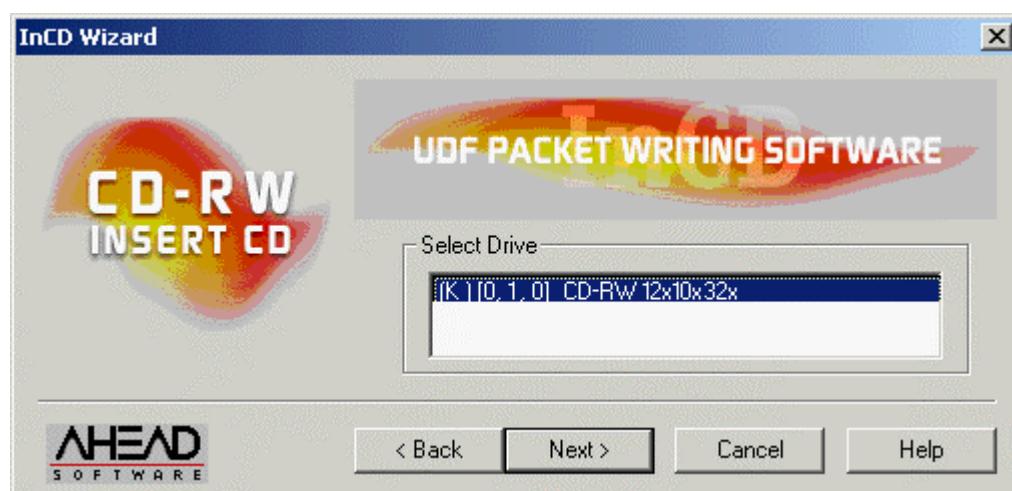 InCD Wizard
InCD
UDF PACKET WRITING SOFTWARE
CD-RW
INSERT CD
Select Drive
(K ) [0, 1, 0] CD-RW 12x10x32x
AHEAD
SOFTWARE
< Back
Next >
Cancel
Help